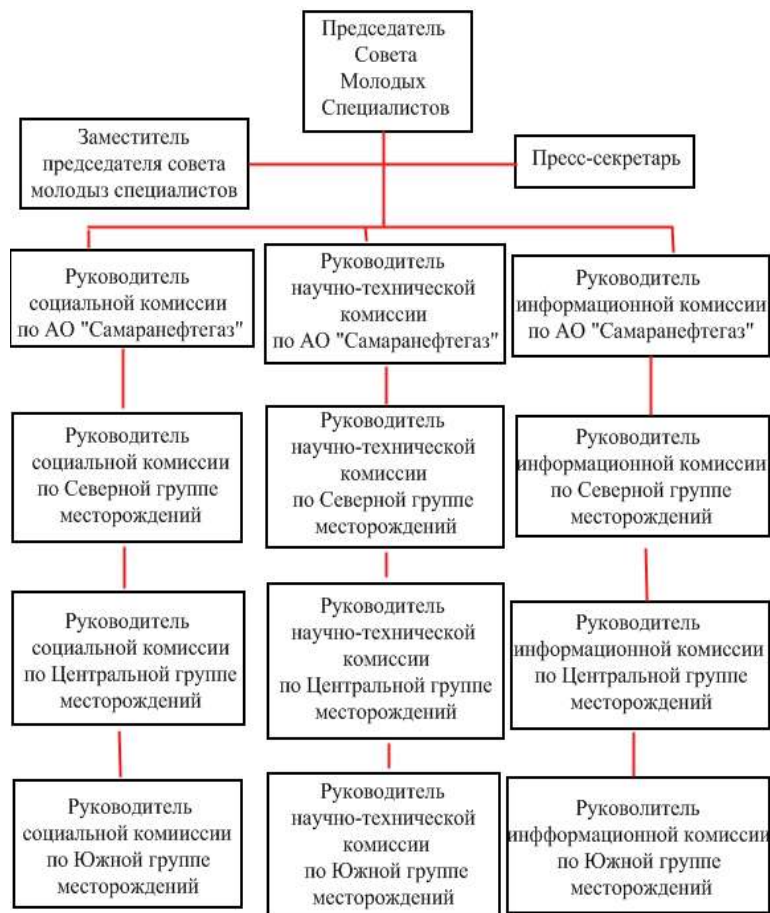 Председатель
Совета
Молодых
Специалистов
Заместитель
председателя совета
молодыз специалистов
Пресс-секретарь
Руководитель
социальной комиссии
по АО "Самаранефтегаз"
Руководитель
научно-технической
комиссии
по АО "Самаранефтегаз"
Руководитель
информационной комиссии
по АО "Самаранефтегаз"
Руководитель
социальной комиссии
по Северной группе
месторождений
Руководитель
научно-технической
комиссии
по Северной группе
месторождений
Руководитель
информационной комиссии
по Северной группе
месторождений
Руководитель
социальной комиссии
по Центральной группе
месторождений
Руководитель
научно-технической
комиссии
по Центральной группе
месторождений
Руководитель
информационной комиссии
по Центральной группе
месторождений
Руководитель
социальной комииссии
по Южной группе
месторождений
Руководитель
научно-технической
комиссии
по Южной группе
месторождений
Руковолитель
инфформационной комиссии
по Южной группе
месторождений